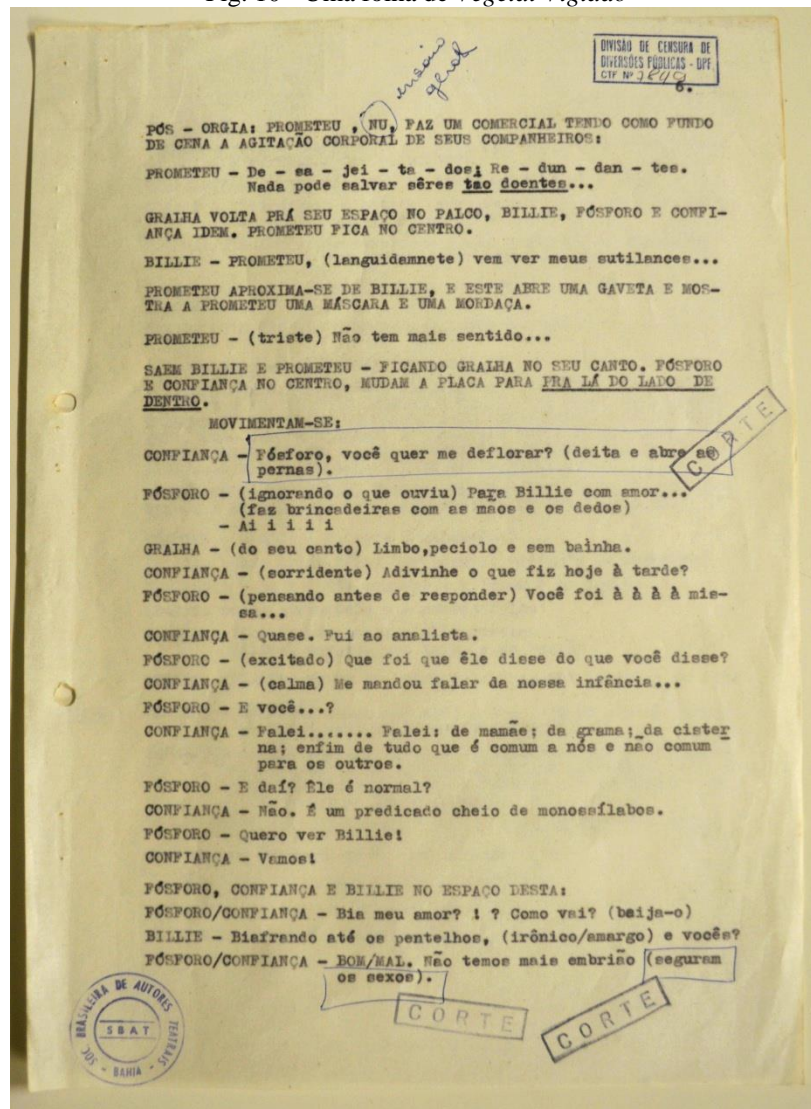 Fig. 16 - Uma folha de Vegetal Vigiado
ensaio
geral
DIVISÃO DE CENSURA DE
DIVERSÕES PÚBLICAS - DPF
CTF Nº
6.
PÓS - ORGIA: PROMETEU , NU, FAZ UM COMERCIAL TENDO COMO FUNDO
DE CENA A AGITAÇÃO CORPORAL DE SEUS COMPANHEIROS:
PROMETEU - De - sa - jei - ta - dos; Re - dun - dan - tes.
Nada pode salvar sêres tao doentes...
GRALHA VOLTA PRÁ SEU ESPAÇO NO PALCO, BILLIE, FÓSFORO E CONFI-
ANÇA IDEM. PROMETEU FICA NO CENTRO.
BILLIE - PROMETEU, (languidamnete) vem ver meus sutilances...
PROMETEU APROXIMA-SE DE BILLIE, E ESTE ABRE UMA GAVETA E MOS-
TRA A PROMETEU UMA MÁSCARA E UMA MORDAÇA.
PROMETEU - (triste) Não tem mais sentido...
SAEM BILLIE E PROMETEU - FICANDO GRALHA NO SEU CANTO. FÓSFORO
E CONFIANÇA NO CENTRO, MUDAM A PLACA PARA PRA LÁ DO LADO DE
DENTRO.
MOVIMENTAM-SE:
CONFIANÇA - Fósforo, você quer me deflorar? (deita e abre as
pernas).
CORTE
FÓSFORO - (ignorando o que ouviu) Para Billie com amor...
(faz brincadeiras com as maos e os dedos)
- Ai i i i i
GRALHA - (do seu canto) Limbo,peciolo e sem bainha.
CONFIANÇA - (sorridente) Adivinhe o que fiz hoje à tarde?
FÓSFORO - (pensando antes de responder) Você foi à à à à mis-
sa...
CONFIANÇA - Quase. Fui ao analista.
FÓSFORO - (excitado) Que foi que êle disse do que você disse?
CONFIANÇA - (calma) Me mandou falar da nossa infância...
FÓSFORO - E você...?
CONFIANÇA - Falei....... Falei: de mamãe; da grama; da cister
na; enfim de tudo que é comum a nós e nao comum
para os outros.
FÓSFORO - E daí? Êle é normal?
CONFIANÇA - Não. É um predicado cheio de monossílabos.
FÓSFORO - Quero ver Billie!
CONFIANÇA - Vamos!
FÓSFORO, CONFIANÇA E BILLIE NO ESPAÇO DESTA:
FÓSFORO/CONFIANÇA - Bia meu amor? ! ? Como vai? (beija-o)
BILLIE - Biafrando até os pentelhos, (irônico/amargo) e vocês?
FÓSFORO/CONFIANÇA - BOM/MAL. Não temos mais embrião (seguram
os sexos).
CORTE
CORTE
SOC. BRASILEIRA DE AUTORES TEATRAIS
SBAT
- BAHIA -